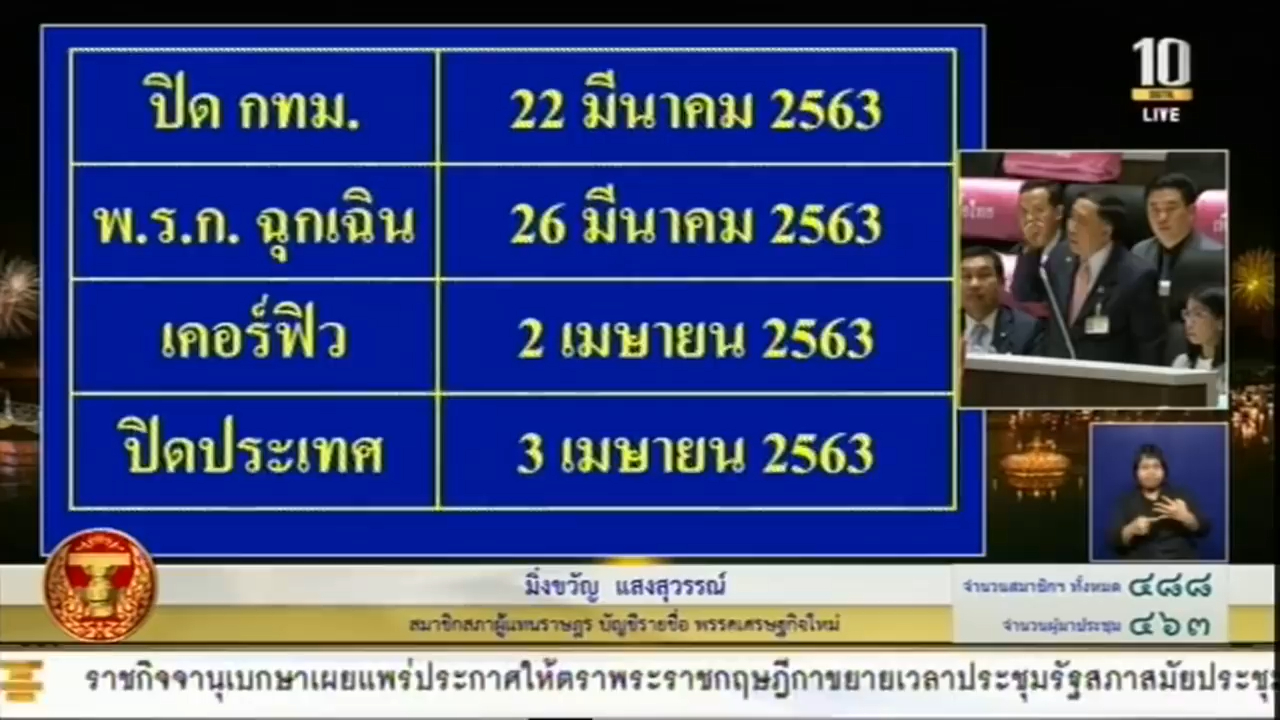 ปิด กทม. 22 มีนาคม 2563
พ.ร.ก. ฉุกเฉิน 26 มีนาคม 2563
เคอร์ฟิว 2 เมษายน 2563
ปิดประเทศ 3 เมษายน 2563
10
DIGITAL
LIVE
มิ่งขวัญ แสงสุวรรณ์
สมาชิกสภาผู้แทนราษฎร บัญชีรายชื่อ พรรคเศรษฐกิจใหม่
จำนวนสมาชิกฯ ทั้งหมด ๔๘๘
จำนวนผู้มาประชุม ๔๖๓
ราชกิจจานุเบกษาเผยแพร่ประกาศให้ตราพระราชกฤษฎีกาขยายเวลาประชุมรัฐสภาสมัยประชุม